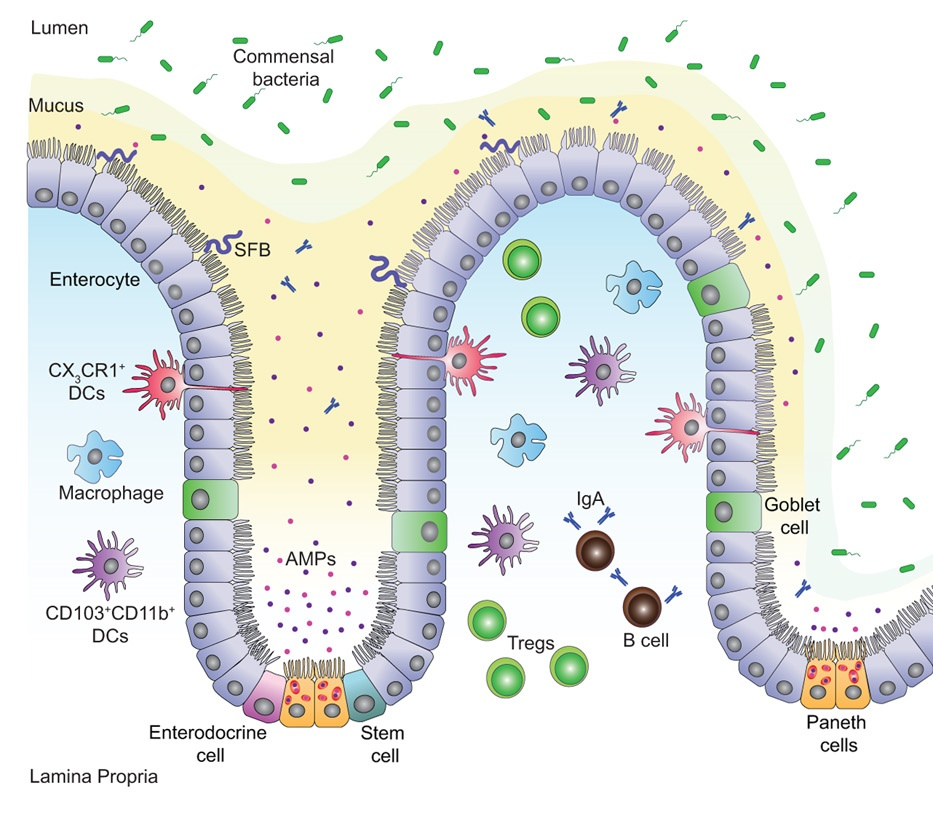 Lumen
Commensal
bacteria
Mucus
SFB
Enterocyte
CX3CR1+
DCs
Macrophage
IgA
Goblet
cell
AMPs
CD103+CD11b+
DCs
B cell
Tregs
Enterodocrine
cell
Stem
cell
Paneth
cells
Lamina Propria